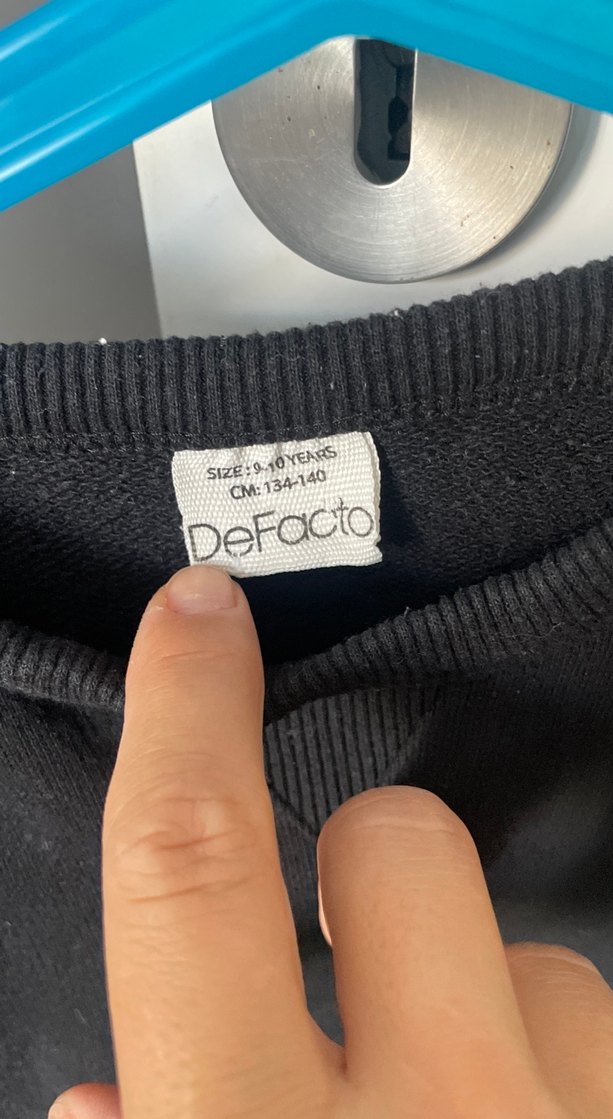 SIZE: 9-10 YEARS
CM: 134-140
DeFacto